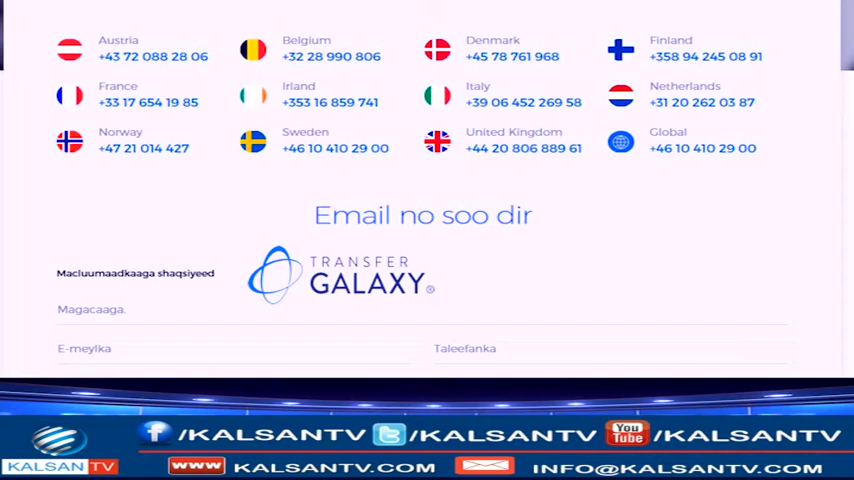 Austria
+43 72 088 28 06
Belgium
+32 28 990 806
Denmark
+45 78 761 968
Finland
+358 94 245 08 91
France
+33 17 654 19 85
Irland
+353 16 859 741
Italy
+39 06 452 269 58
Netherlands
+31 20 262 03 87
Norway
+47 21 014 427
Sweden
+46 10 410 29 00
United Kingdom
+44 20 806 889 61
Global
+46 10 410 29 00
Email no soo dir
Macluumaadkaaga shaqsiyeed
TRANSFER
GALAXY®
Magacaaga.
E-meylka
Taleefanka
f /KALSANTV t /KALSANTV You Tube /KALSANTV
KALSAN TV
www KALSANTV.COM INFO@KALSANTV.COM